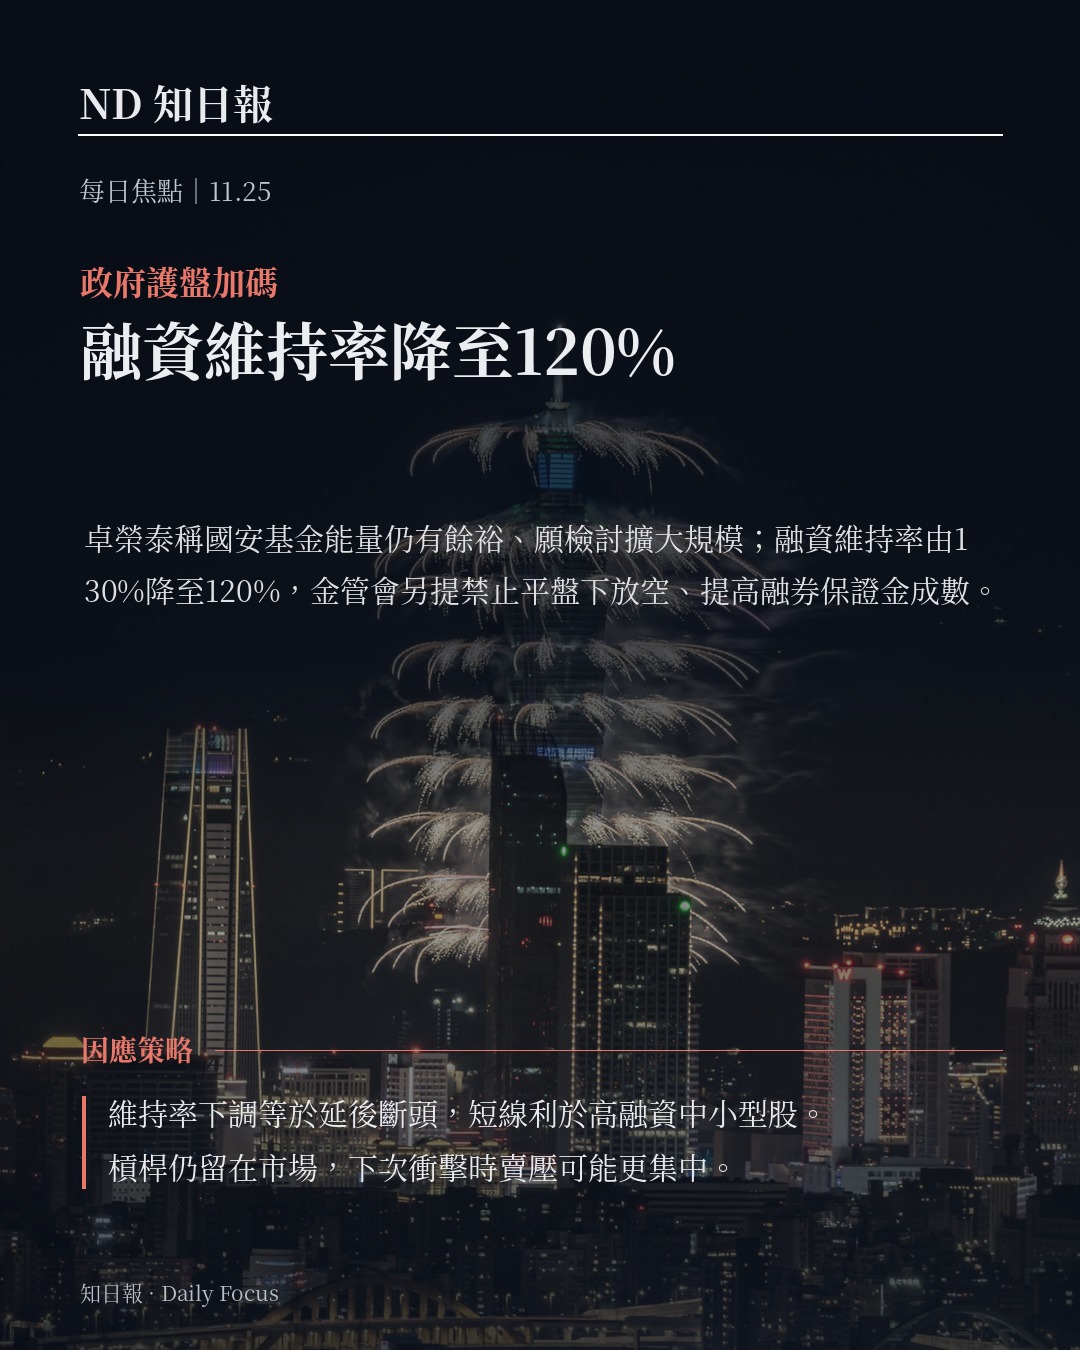 ND 知日報
每日焦點｜11.25
政府護盤加碼
融資維持率降至120%
卓榮泰稱國安基金能量仍有餘裕、願檢討擴大規模；融資維持率由1
30%降至120%，金管會另提禁止平盤下放空、提高融券保證金成數。
因應策略
維持率下調等於延後斷頭，短線利於高融資中小型股。
槓桿仍留在市場，下次衝擊時賣壓可能更集中。
知日報 · Daily Focus